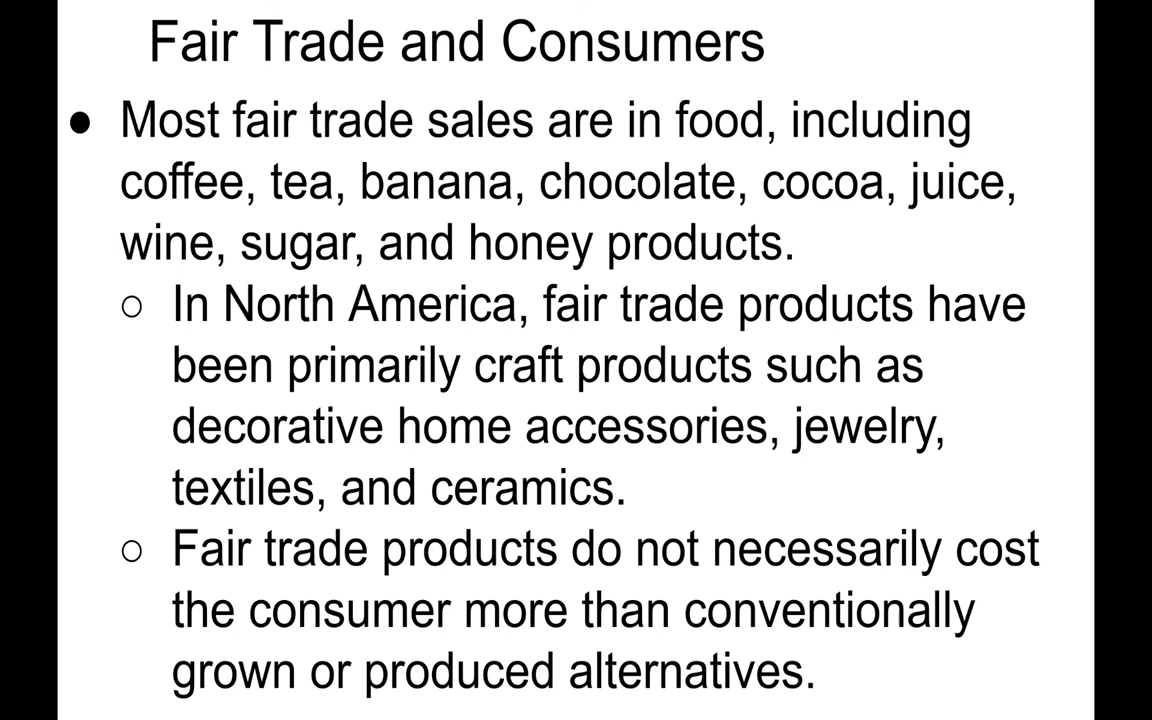 Fair Trade and Consumers
● Most fair trade sales are in food, including
coffee, tea, banana, chocolate, cocoa, juice,
wine, sugar, and honey products.
○ In North America, fair trade products have
been primarily craft products such as
decorative home accessories, jewelry,
textiles, and ceramics.
○ Fair trade products do not necessarily cost
the consumer more than conventionally
grown or produced alternatives.